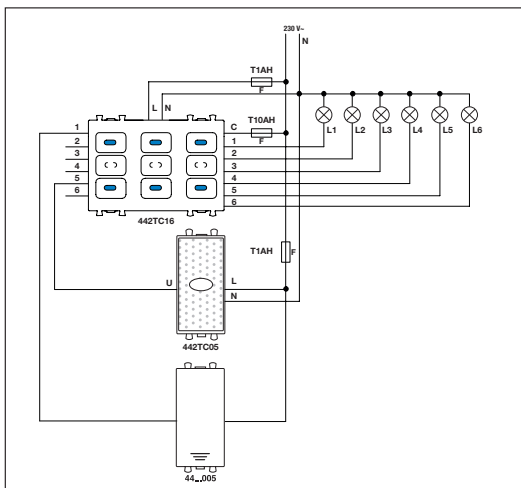 230 V~
N
T1AH
F
L N
L1 L2 L3 L4 L5 L6
1
2
3
4
5
6
C
1
2
3
4
5
6
T10AH
F
442TC16
T1AH
F
U
L
N
442TC05
44...005